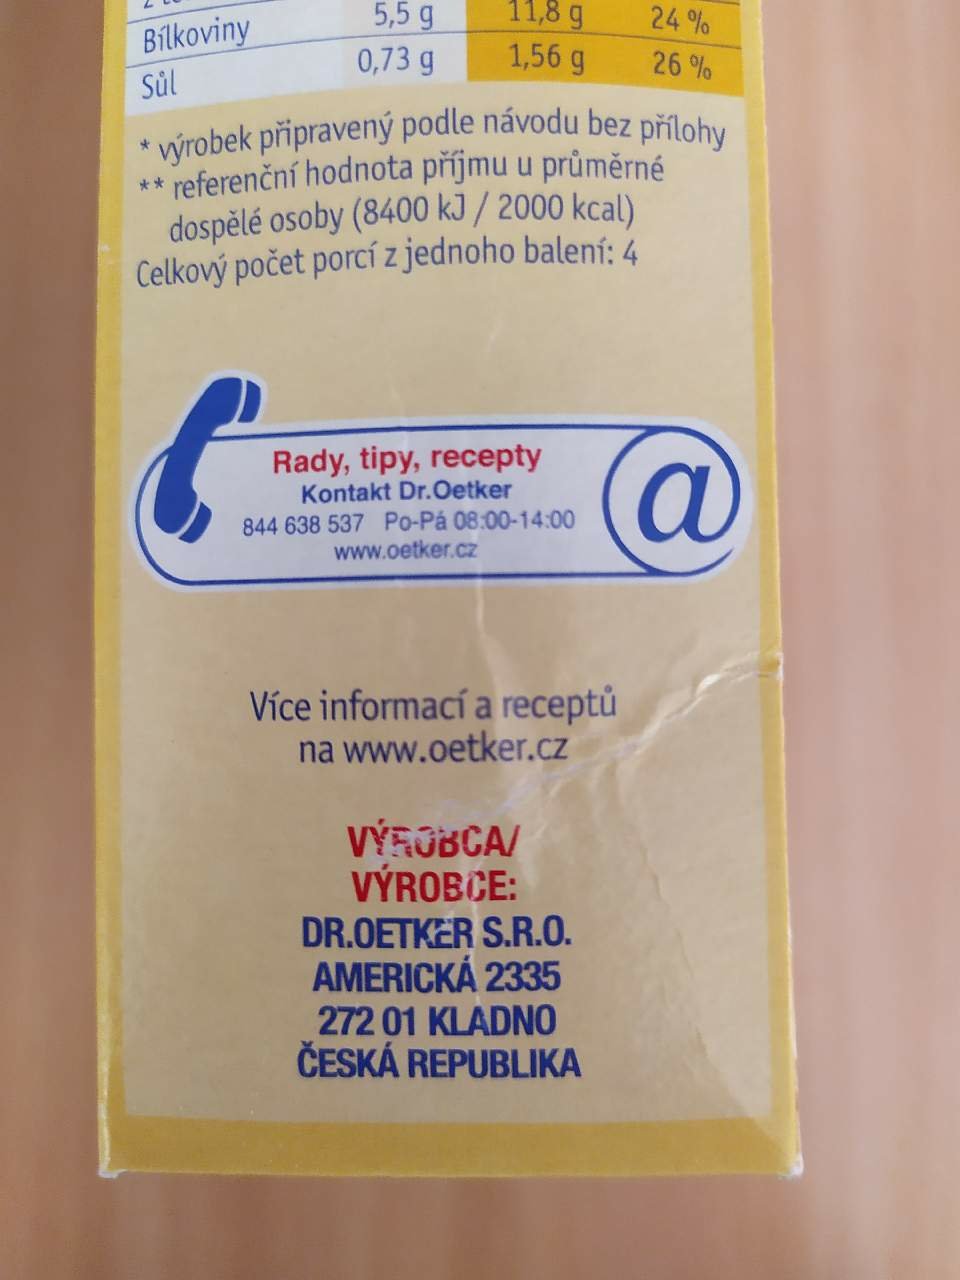 Bílkoviny 5,5 g 11,8 g 24 %
Sůl 0,73 g 1,56 g 26 %
* výrobek připravený podle návodu bez přílohy
** referenční hodnota příjmu u průměrné
dospělé osoby (8400 kJ / 2000 kcal)
Celkový počet porcí z jednoho balení: 4
Rady, tipy, recepty
Kontakt Dr.Oetker
844 638 537 Po-Pá 08:00-14:00
www.oetker.cz
@
Více informací a receptů
na www.oetker.cz
VÝROBCA/
VÝROBCE:
DR.OETKER S.R.O.
AMERICKÁ 2335
272 01 KLADNO
ČESKÁ REPUBLIKA